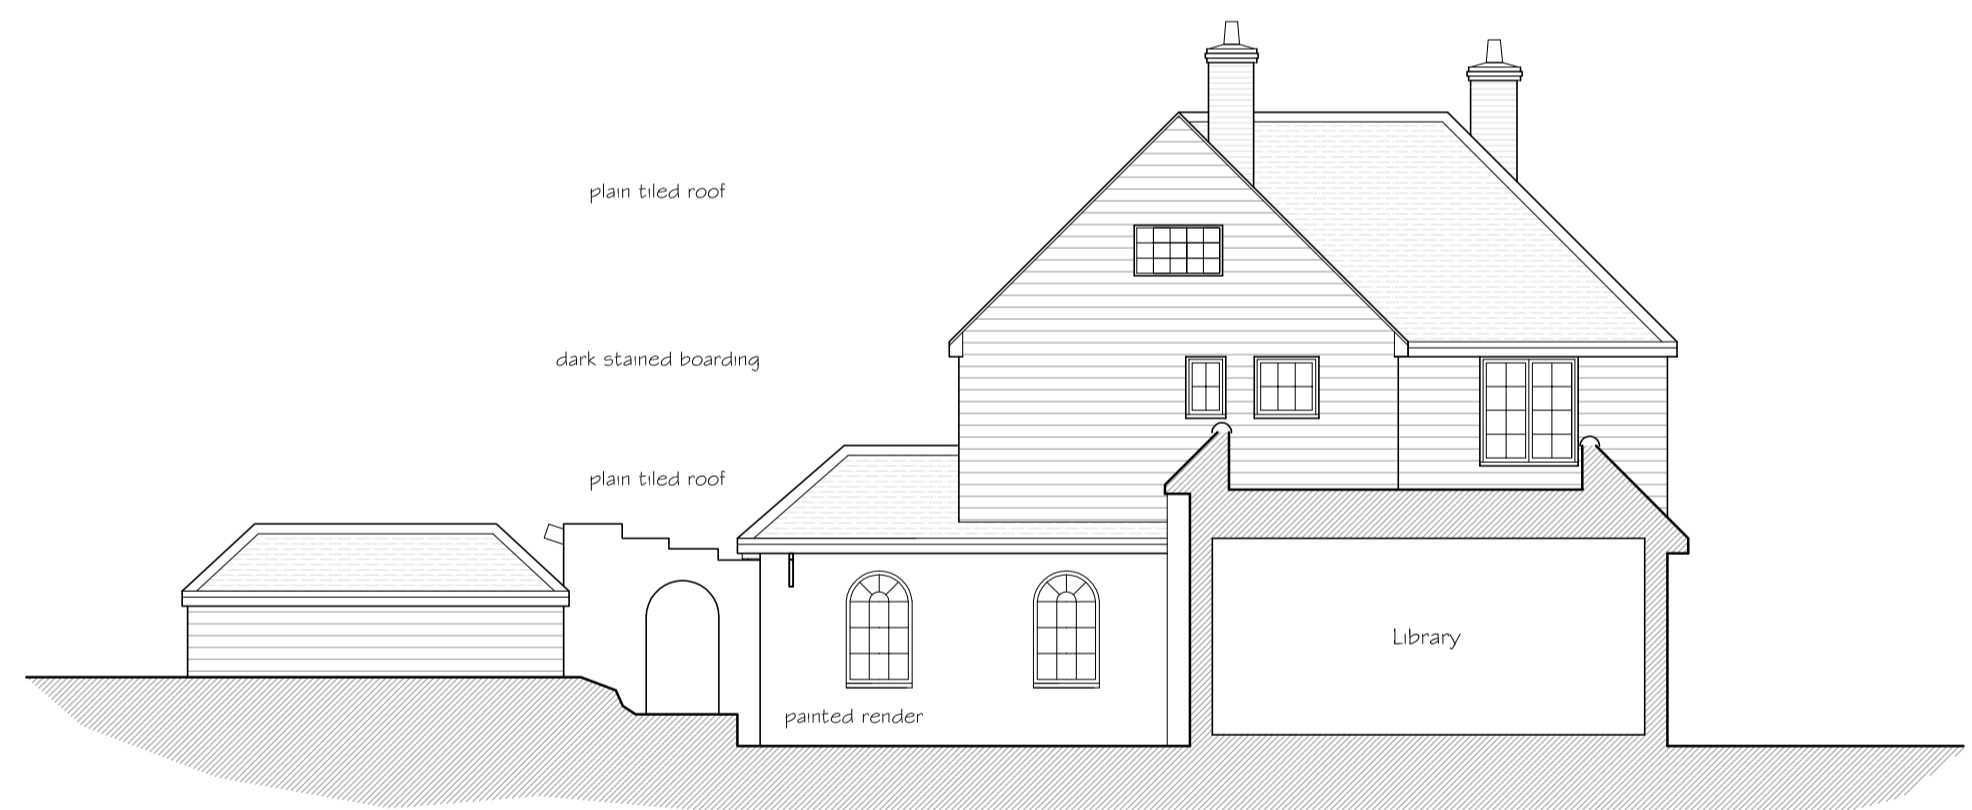 plain tiled roof
dark stained boarding
plain tiled roof
Library
painted render